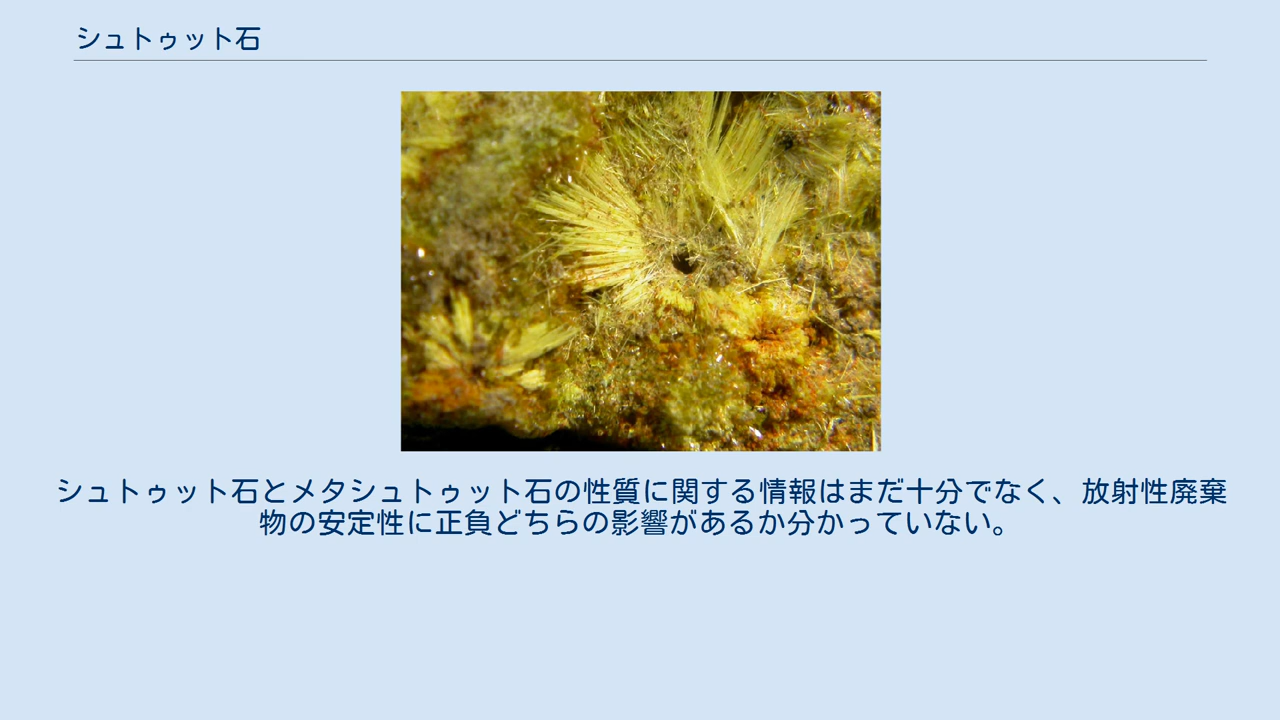 シュトゥット石
シュトゥット石とメタシュトゥット石の性質に関する情報はまだ十分でなく、放射性廃棄
物の安定性に正負どちらの影響があるか分かっていない。